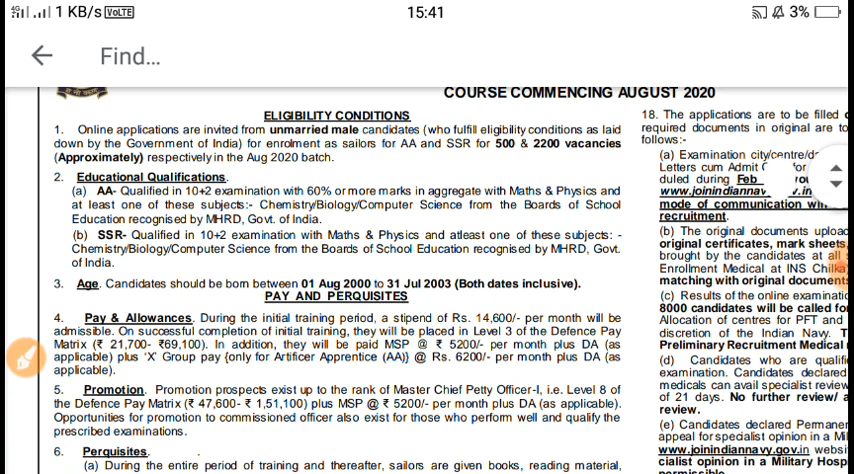 4G 1 KB/s VoLTE 15:41 3%
Find...
COURSE COMMENCING AUGUST 2020
ELIGIBILITY CONDITIONS
1. Online applications are invited from unmarried male candidates (who fulfill eligibility conditions as laid
down by the Government of India) for enrolment as sailors for AA and SSR for 500 & 2200 vacancies
(Approximately) respectively in the Aug 2020 batch.
2. Educational Qualifications.
(a) AA- Qualified in 10+2 examination with 60% or more marks in aggregate with Maths & Physics and
at least one of these subjects:- Chemistry/Biology/Computer Science from the Boards of School
Education recognised by MHRD, Govt. of India.
(b) SSR- Qualified in 10+2 examination with Maths & Physics and atleast one of these subjects: -
Chemistry/Biology/Computer Science from the Boards of School Education recognised by MHRD, Govt.
of India.
3. Age. Candidates should be born between 01 Aug 2000 to 31 Jul 2003 (Both dates inclusive).
PAY AND PERQUISITES
4. Pay & Allowances. During the initial training period, a stipend of Rs. 14,600/- per month will be
admissible. On successful completion of initial training, they will be placed in Level 3 of the Defence Pay
Matrix (₹ 21,700- ₹69,100). In addition, they will be paid MSP @ ₹ 5200/- per month plus DA (as
applicable) plus ‘X’ Group pay {only for Artificer Apprentice (AA)} @ Rs. 6200/- per month plus DA (as
applicable).
5. Promotion. Promotion prospects exist up to the rank of Master Chief Petty Officer-I, i.e. Level 8 of
the Defence Pay Matrix (₹ 47,600- ₹ 1,51,100) plus MSP @ ₹ 5200/- per month plus DA (as applicable).
Opportunities for promotion to commissioned officer also exist for those who perform well and qualify the
prescribed examinations.
6. Perquisites.
(a) During the entire period of training and thereafter, sailors are given books, reading material,
18. The applications are to be filled
required documents in original are to
follows:-
(a) Examination city/centre/d
Letters cum Admit
duled during Feb
www.joinindiannav v.in
mode of communication
recruitment.
(b) The original documents uploa
original certificates, mark sheets,
brought by the candidates at all
Enrollment Medical at INS Chilka
matching with original document
(c) Results of the online examinatio
8000 candidates will be called fo
Allocation of centres for PFT and
discretion of the Indian Navy. T
Preliminary Recruitment Medical
(d) Candidates who are qualifi
examination. Candidates declared
medicals can avail specialist review
of 21 days. No further review/ a
review.
(e) Candidates declared Permanen
appeal for specialist opinion in a Mil
www.joinindiannavy.gov.in websi
cialist opinion in a Military Hosp